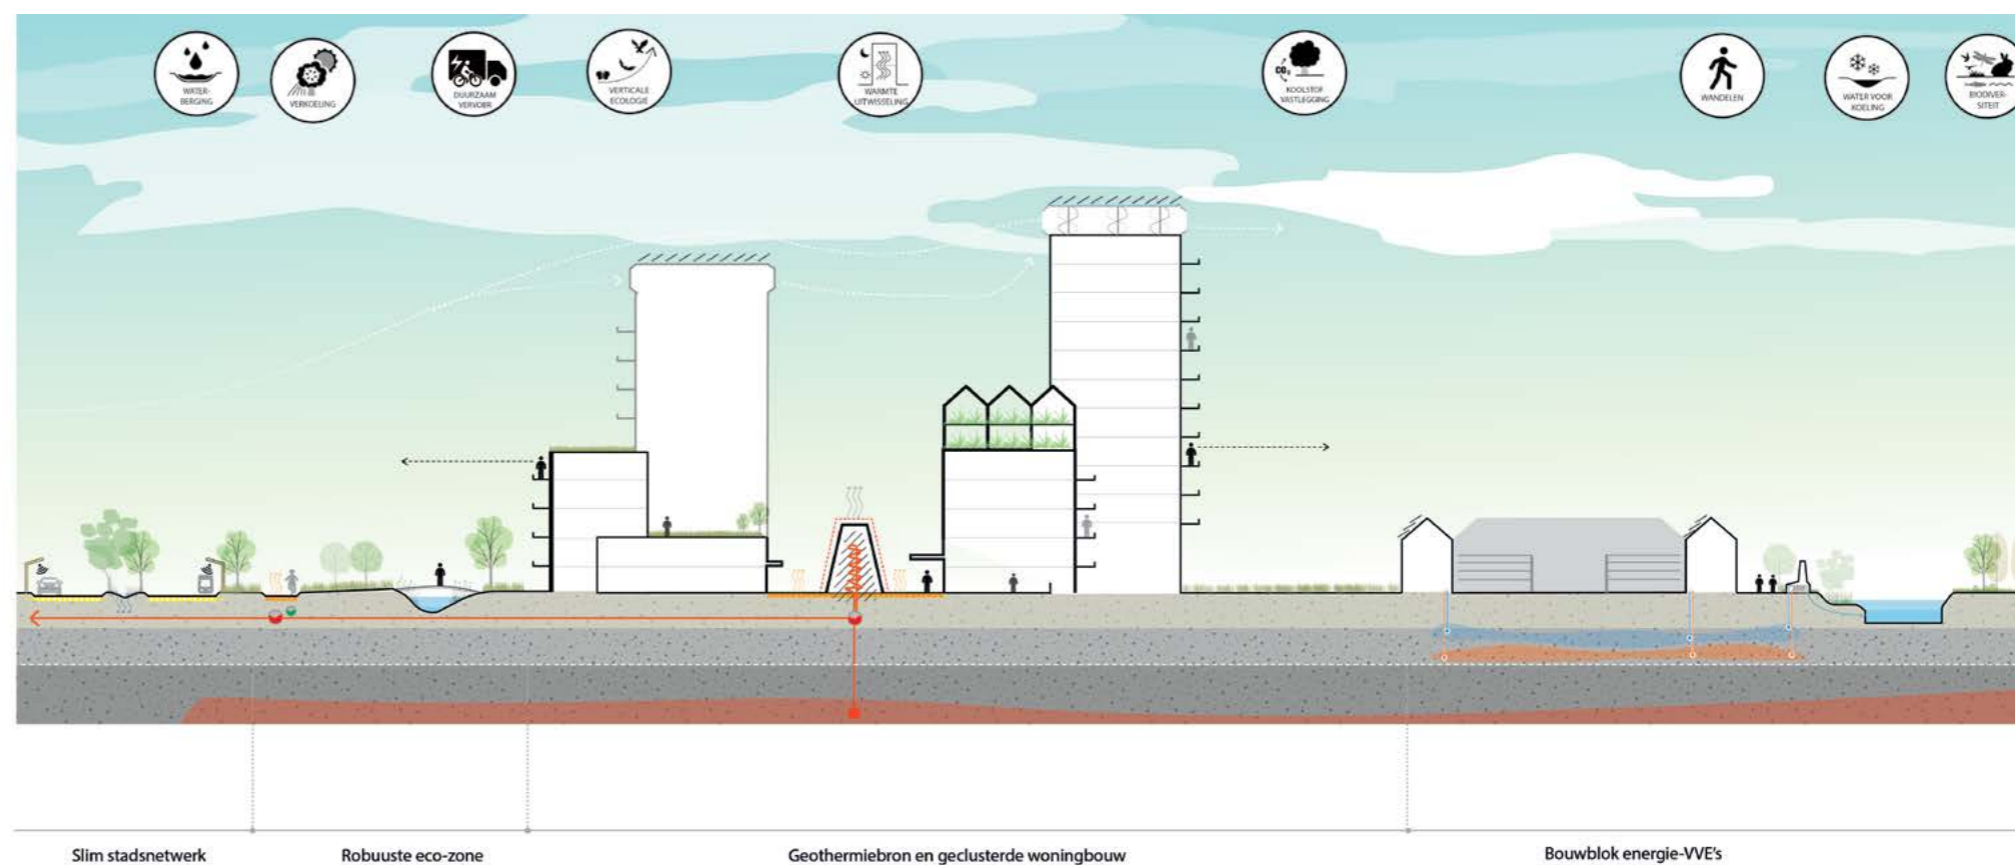 WATER-
BERGING
VERKOELING
DUURZAAM
VERVOER
VERTICALE
ECOLOGIE
WARMTE
UITWISSELING
CO₂
KOOLSTOF
VASTLEGGING
WANDELEN
WATER VOOR
KOELING
BIODIVER-
SITEIT
Slim stadsnetwerk
Robuuste eco-zone
Geothermiebron en geclusterde woningbouw
Bouwblok energie-VVE's